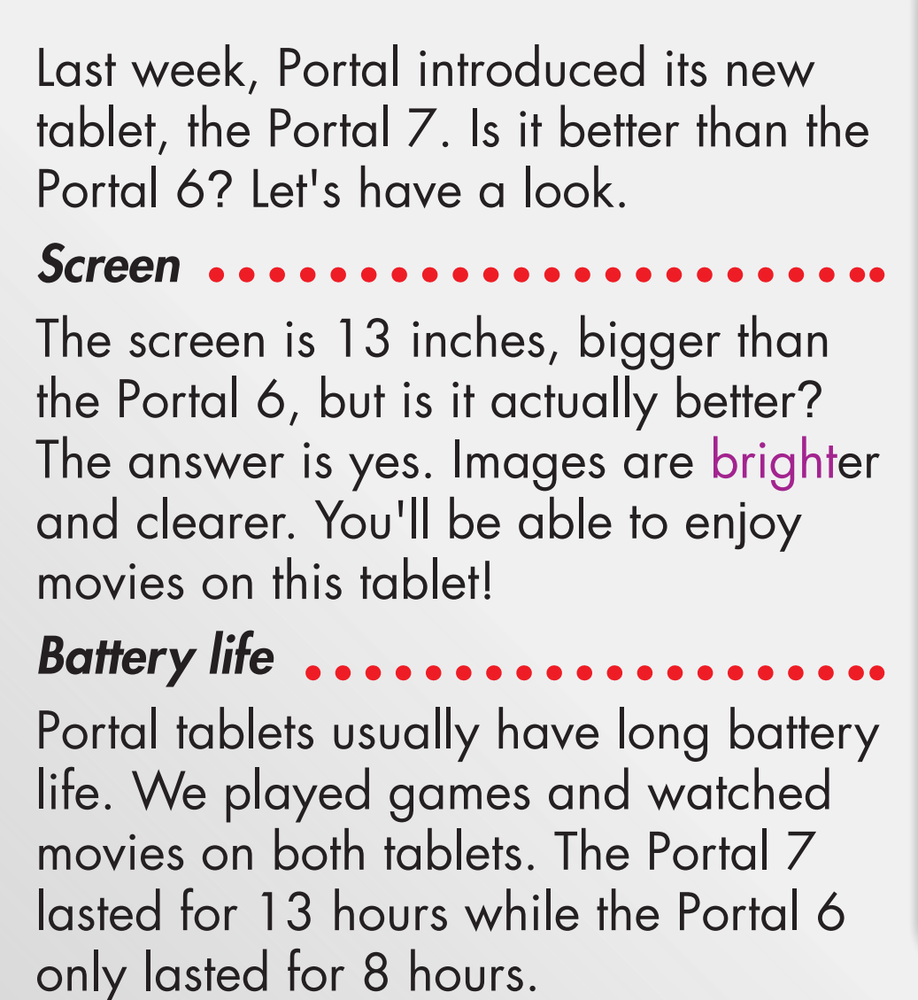 Last week, Portal introduced its new
tablet, the Portal 7. Is it better than the
Portal 6? Let's have a look.
Screen
The screen is 13 inches, bigger than
the Portal 6, but is it actually better?
The answer is yes. Images are brighter
and clearer. You'll be able to enjoy
movies on this tablet!
Battery life
Portal tablets usually have long battery
life. We played games and watched
movies on both tablets. The Portal 7
lasted for 13 hours while the Portal 6
only lasted for 8 hours.